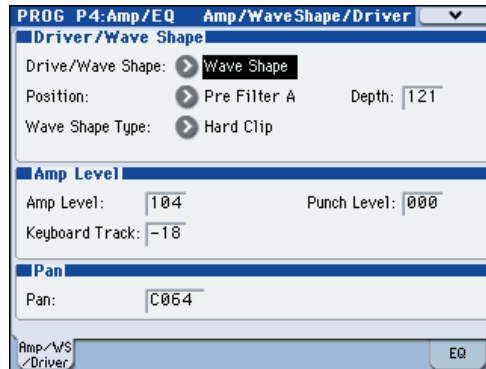 PROG P4:Amp/EQ Amp/WaveShape/Driver
Driver/Wave Shape
Drive/Wave Shape: Wave Shape
Position: Pre Filter A Depth: 121
Wave Shape Type: Hard Clip
Amp Level
Amp Level: 104 Punch Level: 000
Keyboard Track: -18
Pan
Pan: C064
Amp/WS
/Driver
EQ